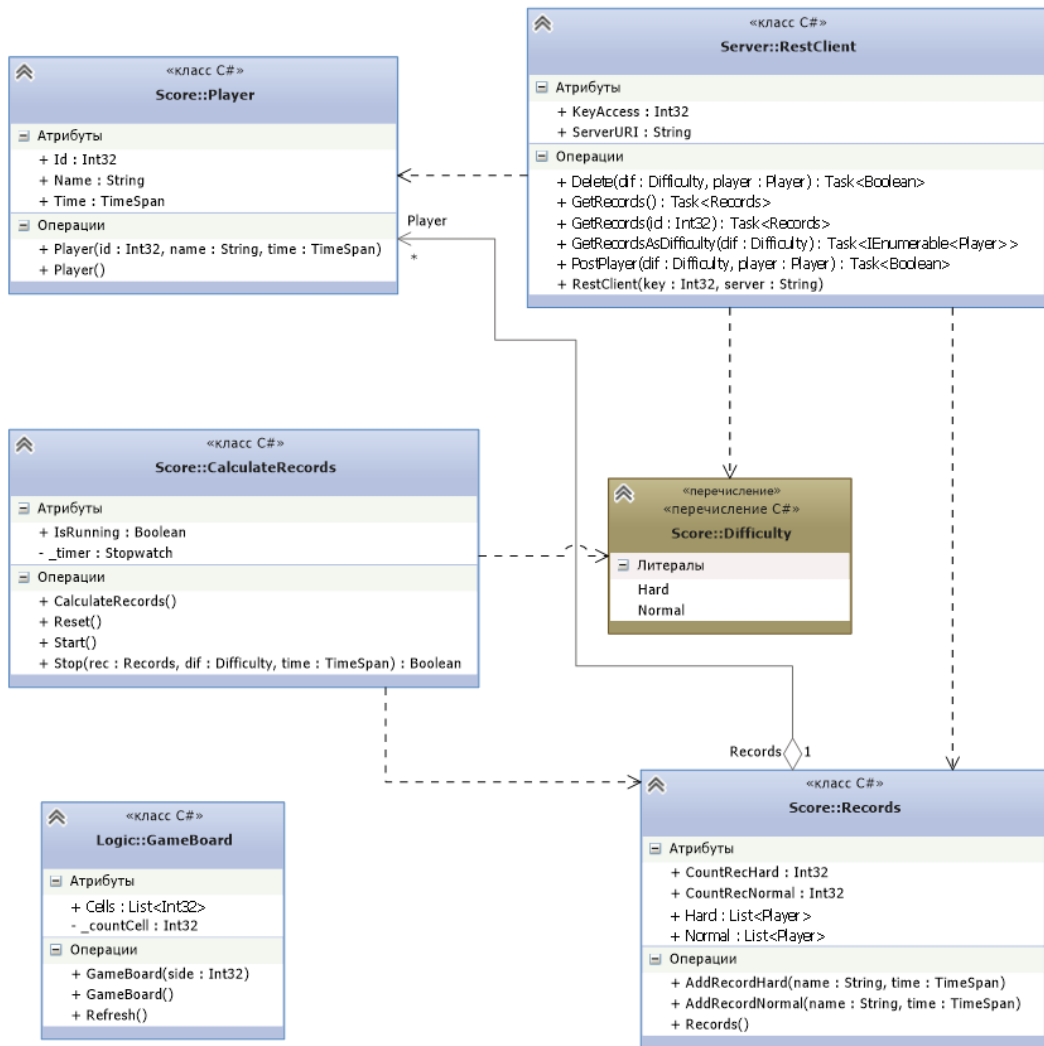 «класс C#»
Score::Player
Атрибуты
+ Id : Int32
+ Name : String
+ Time : TimeSpan
Операции
+ Player(id : Int32, name : String, time : TimeSpan)
+ Player()
«класс C#»
Server::RestClient
Атрибуты
+ KeyAccess : Int32
+ ServerURI : String
Операции
+ Delete(dif : Difficulty, player : Player) : Task<Boolean>
+ GetRecords() : Task<Records>
+ GetRecords(id : Int32) : Task<Records>
+ GetRecordsAsDifficulty(dif : Difficulty) : Task<IEnumerable<Player>>
+ PostPlayer(dif : Difficulty, player : Player) : Task<Boolean>
+ RestClient(key : Int32, server : String)
Player
*
«класс C#»
Score::CalculateRecords
Атрибуты
+ IsRunning : Boolean
- _timer : Stopwatch
Операции
+ CalculateRecords()
+ Reset()
+ Start()
+ Stop(rec : Records, dif : Difficulty, time : TimeSpan) : Boolean
«перечисление»
«перечисление C#»
Score::Difficulty
Литералы
Hard
Normal
Records 1
«класс C#»
Logic::GameBoard
Атрибуты
+ Cells : List<Int32>
- _countCell : Int32
Операции
+ GameBoard(side : Int32)
+ GameBoard()
+ Refresh()
«класс C#»
Score::Records
Атрибуты
+ CountRecHard : Int32
+ CountRecNormal : Int32
+ Hard : List<Player>
+ Normal : List<Player>
Операции
+ AddRecordHard(name : String, time : TimeSpan)
+ AddRecordNormal(name : String, time : TimeSpan)
+ Records()